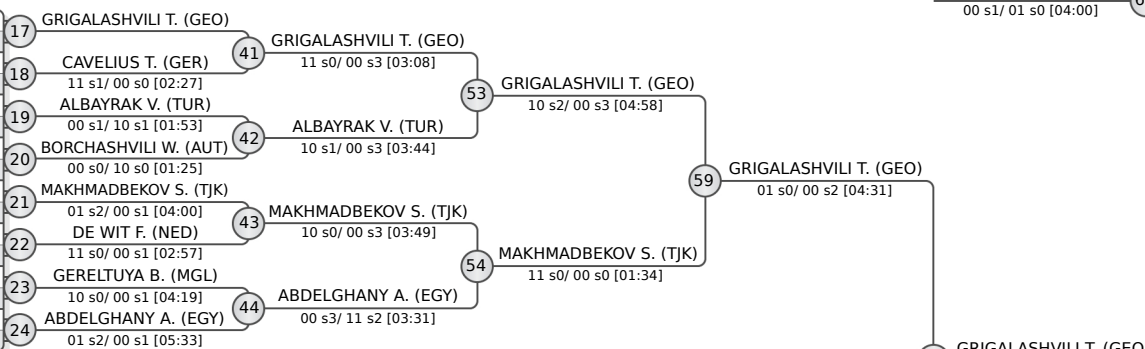 00 s1/ 01 s0 [04:00]
17
GRIGALASHVILI T. (GEO)
41
GRIGALASHVILI T. (GEO)
11 s0/ 00 s3 [03:08]
18
CAVELIUS T. (GER)
11 s1/ 00 s0 [02:27]
53
GRIGALASHVILI T. (GEO)
10 s2/ 00 s3 [04:58]
19
ALBAYRAK V. (TUR)
00 s1/ 10 s1 [01:53]
42
ALBAYRAK V. (TUR)
10 s1/ 00 s3 [03:44]
20
BORCHASHVILI W. (AUT)
00 s0/ 10 s0 [01:25]
59
GRIGALASHVILI T. (GEO)
01 s0/ 00 s2 [04:31]
21
MAKHMADBEKOV S. (TJK)
01 s2/ 00 s1 [04:00]
43
MAKHMADBEKOV S. (TJK)
10 s0/ 00 s3 [03:49]
22
DE WIT F. (NED)
11 s0/ 00 s1 [02:57]
54
MAKHMADBEKOV S. (TJK)
11 s0/ 00 s0 [01:34]
23
GERELTUYA B. (MGL)
10 s0/ 00 s1 [04:19]
44
ABDELGHANY A. (EGY)
00 s3/ 11 s2 [03:31]
24
ABDELGHANY A. (EGY)
01 s2/ 00 s1 [05:33]
GRIGALASHVILI T. (GEO